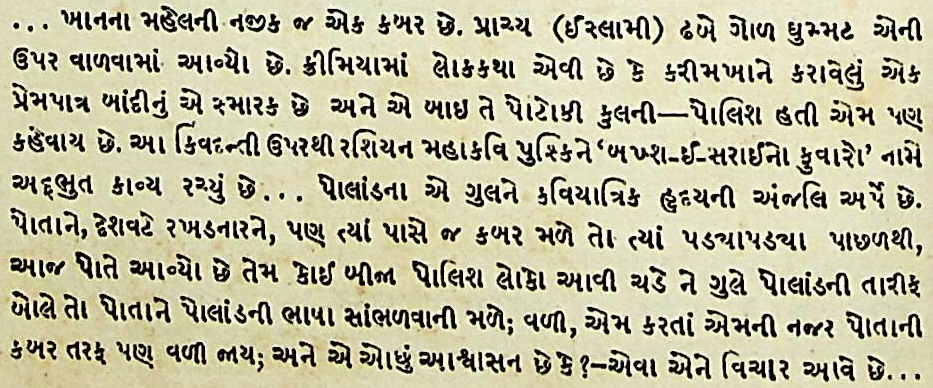 ... ખાનના મહેલની નજીક જ એક કબર છે. પ્રાચ્ય (ઈસ્લામી) ઢબે ગોળ ઘુમ્મટ એની
ઉપર વાળવામાં આવ્યો છે. ક્રીમિયામાં લોકકથા એવી છે કે કરીમખાને કરાવેલું એક
પ્રેમપાત્ર બાંદીનું એ સ્મારક છે અને એ બાઇ તે પોટોકી કુલની—પોલિશ હતી એમ પણ
કહેવાય છે. આ કિંવદન્તી ઉપરથી રશિયન મહાકવિ પુસ્કિને ‘બખ્શ-ઈ-સરાઈનો કુવારો’ નામે
અદ્ભુત કાવ્ય રચ્યું છે... પોલાંડના એ ગુલને કવિયાત્રિક હૃદયની અંજલિ અર્પે છે.
પોતાને, દેશવટે રખડનારને, પણ ત્યાં પાસે જ કબર મળે તો ત્યાં પડ્યાપડ્યા પાછળથી,
આજ પોતે આવ્યો છે તેમ કોઈ બીજા પોલિશ લોકો આવી ચડે ને ગુલે પોલાંડની તારીફ
બોલે તો પોતાને પોલાંડની ભાષા સાંભળવાની મળે; વળી, એમ કરતાં એમની નજર પોતાની
કબર તરફ પણ વળી જાય; અને એ ઓછું આશ્વાસન છે કે?–એવા એને વિચાર આવે છે...